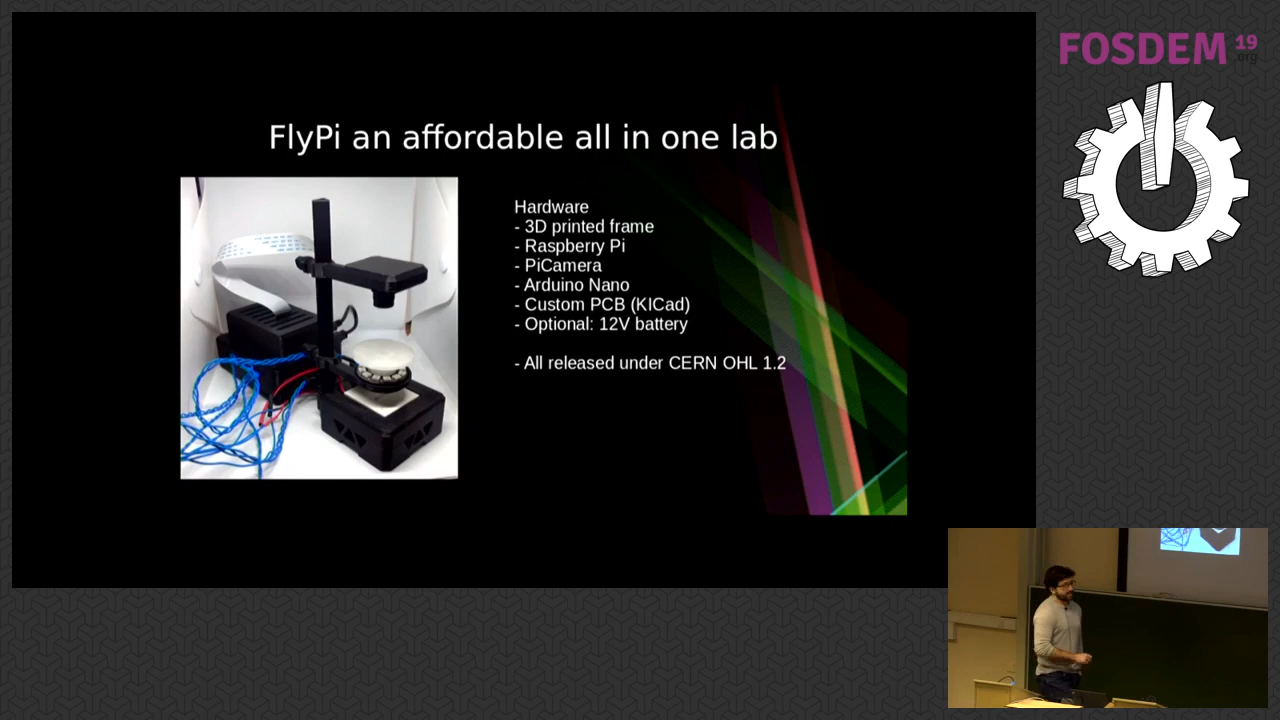 FOSDEM 19
.org
FlyPi an affordable all in one lab
Hardware
- 3D printed frame
- Raspberry Pi
- PiCamera
- Arduino Nano
- Custom PCB (KICad)
- Optional: 12V battery
- All released under CERN OHL 1.2